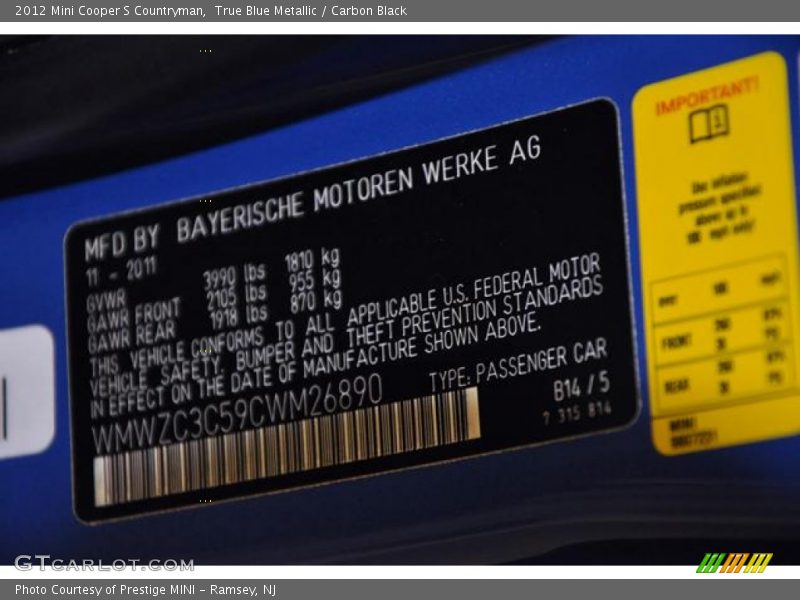 2012 Mini Cooper S Countryman, True Blue Metallic / Carbon Black
MFD BY BAYERISCHE MOTOREN WERKE AG
11 - 2011
GVWR 3990 lbs 1810 kg
GAWR FRONT 2105 lbs 955 kg
GAWR REAR 1918 lbs 870 kg
THIS VEHICLE CONFORMS TO ALL APPLICABLE U.S. FEDERAL MOTOR
VEHICLE SAFETY, BUMPER AND THEFT PREVENTION STANDARDS
IN EFFECT ON THE DATE OF MANUFACTURE SHOWN ABOVE.
WMWZC3C59CWM26890 TYPE: PASSENGER CAR
B14 / 5
7 315 814
IMPORTANT!
pressure specified
FRONT
REAR
MINI
GTcarlot.com
Photo Courtesy of Prestige MINI - Ramsey, NJ